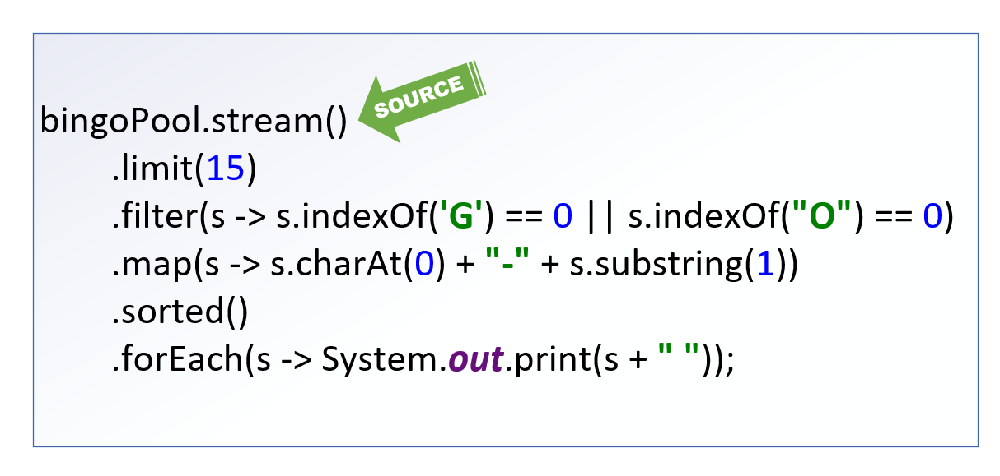 bingoPool.stream()
SOURCE
.limit(15)
.filter(s -> s.indexOf('G') == 0 || s.indexOf("O") == 0)
.map(s -> s.charAt(0) + "-" + s.substring(1))
.sorted()
.forEach(s -> System.out.print(s + " "));